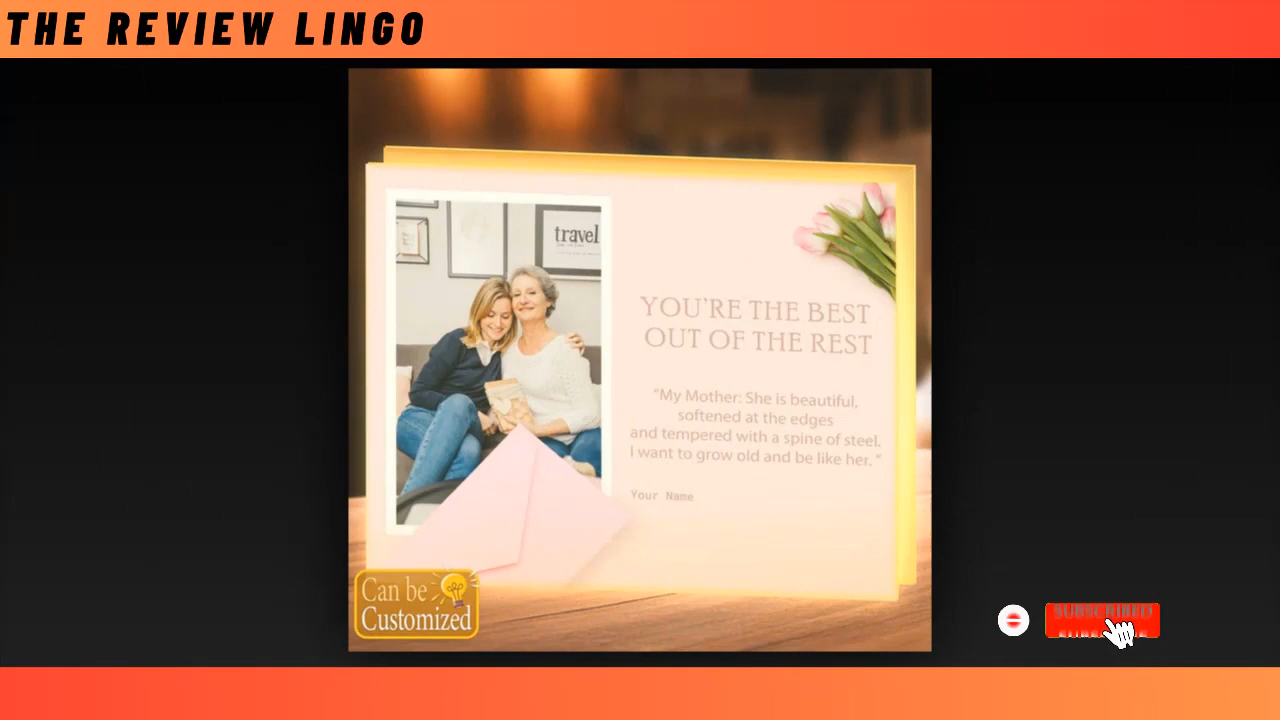 THE REVIEW LINGO
travel
YOU'RE THE BEST
OUT OF THE REST
"My Mother: She is beautiful,
softened at the edges
and tempered with a spine of steel.
I want to grow old and be like her. "
Your Name
Can be
Customized
SUBSCRIBED